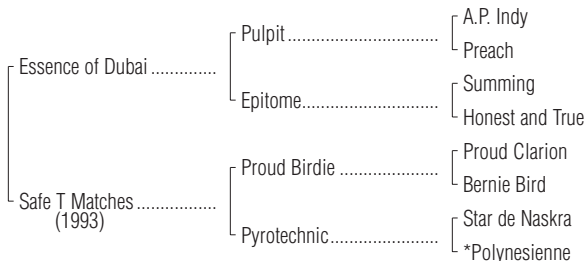 A.P. Indy
Pulpit
Preach
Essence of Dubai
Summing
Epitome
Honest and True
Proud Clarion
Proud Birdie
Bernie Bird
Safe T Matches
(1993)
Star de Naskra
Pyrotechnic
*Polynesienne